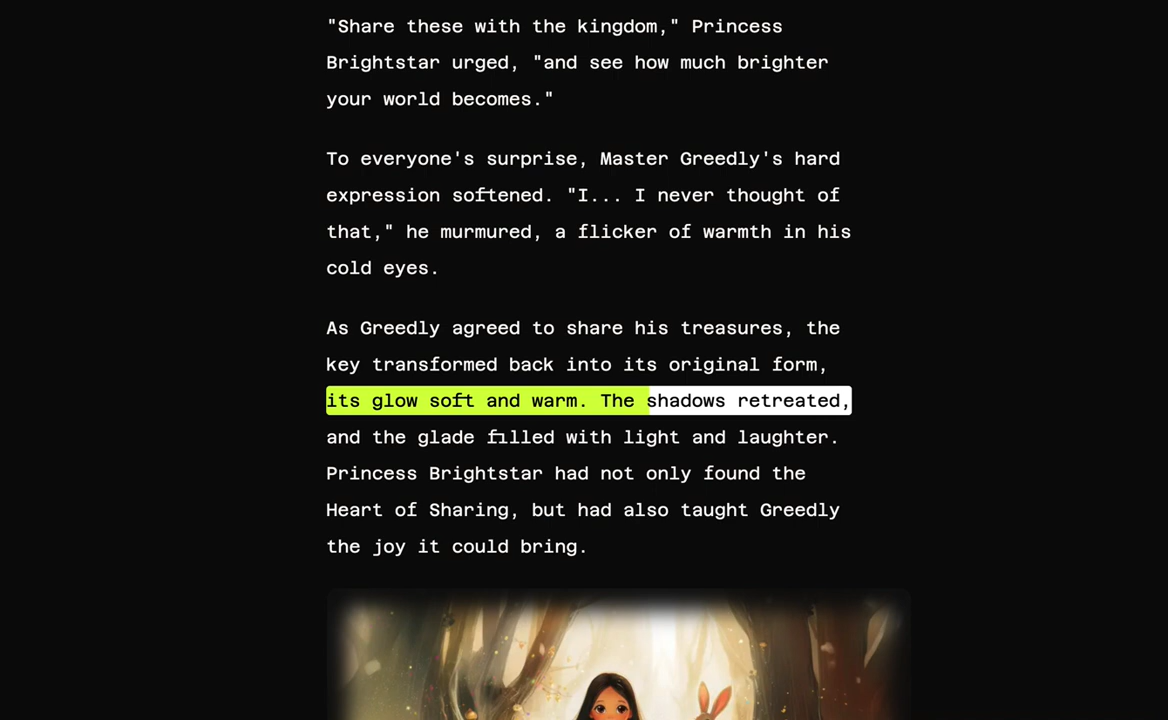 "Share these with the kingdom," Princess
Brightstar urged, "and see how much brighter
your world becomes."
To everyone's surprise, Master Greedly's hard
expression softened. "I... I never thought of
that," he murmured, a flicker of warmth in his
cold eyes.
As Greedly agreed to share his treasures, the
key transformed back into its original form,
its glow soft and warm. The shadows retreated,
and the glade filled with light and laughter.
Princess Brightstar had not only found the
Heart of Sharing, but had also taught Greedly
the joy it could bring.